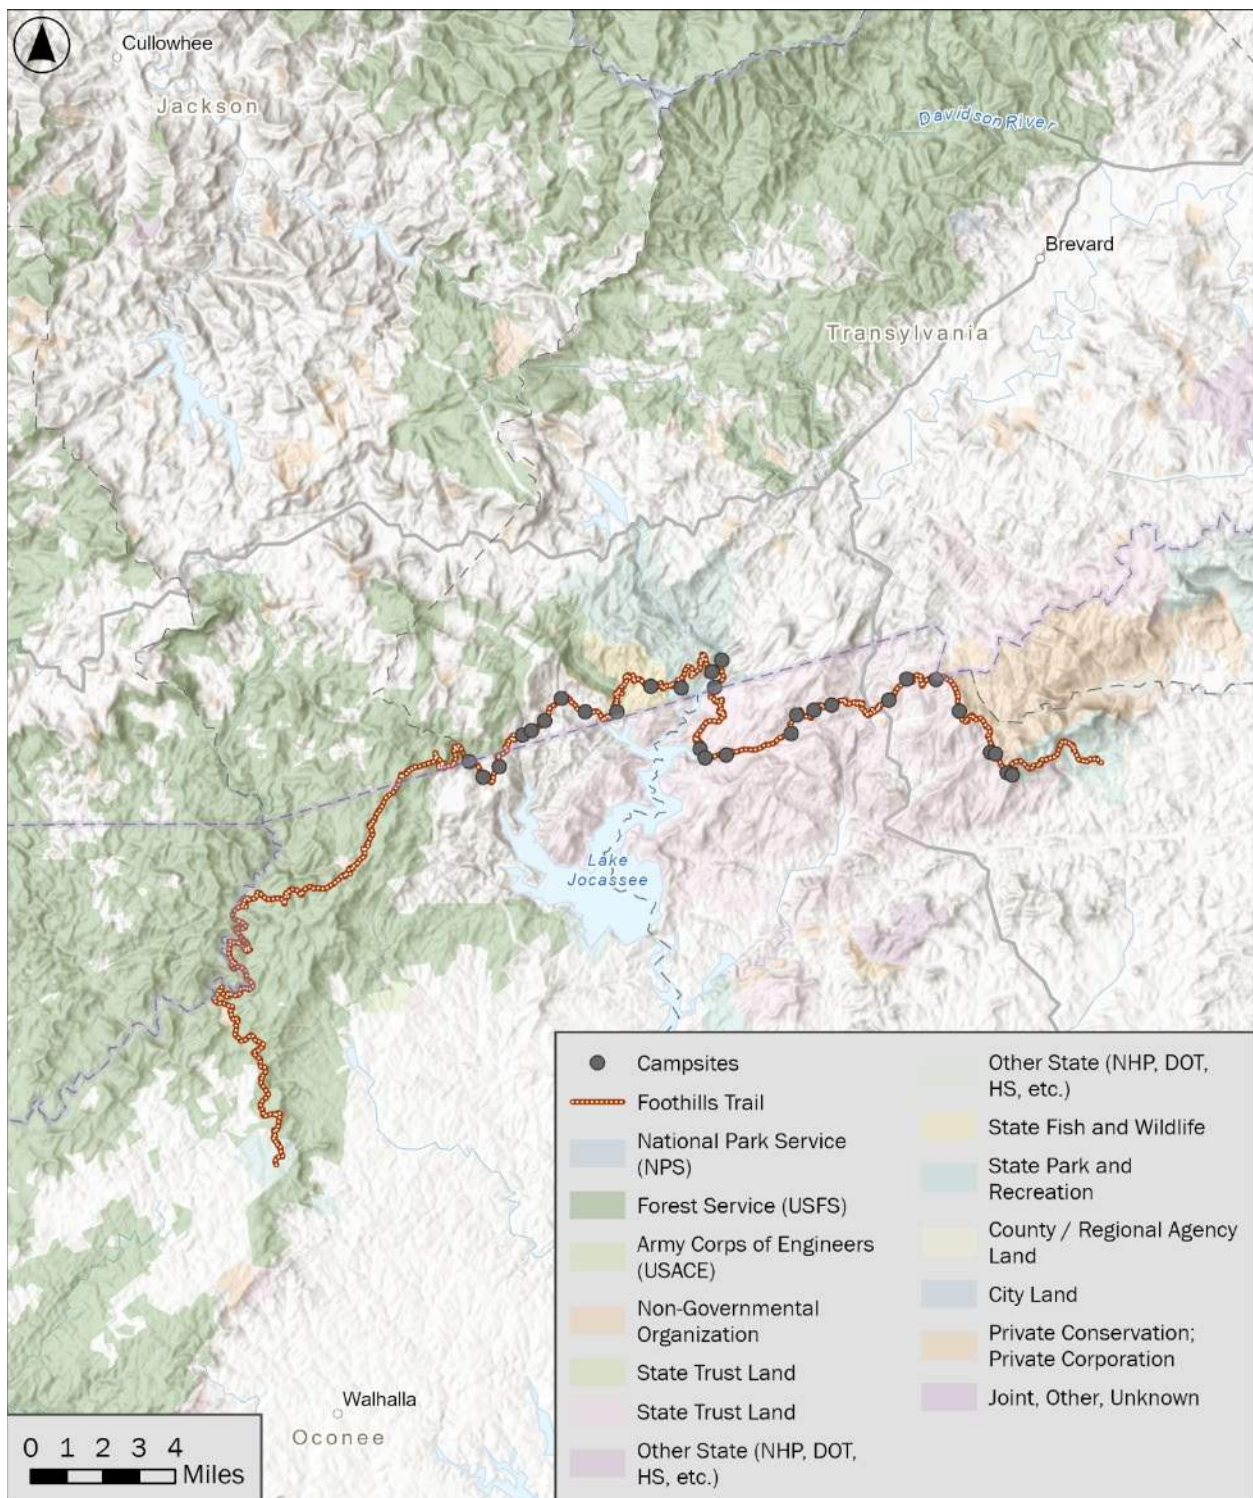 Cullowhee
Jackson
Davidson River
Brevard
Transylvania
Lake
Jocassee
Walhalla
Oconee
0 1 2 3 4
Miles
Campsites
Foothills Trail
National Park Service
(NPS)
Forest Service (USFS)
Army Corps of Engineers
(USACE)
Non-Governmental
Organization
State Trust Land
State Trust Land
Other State (NHP, DOT,
HS, etc.)
Other State (NHP, DOT,
HS, etc.)
State Fish and Wildlife
State Park and
Recreation
County / Regional Agency
Land
City Land
Private Conservation;
Private Corporation
Joint, Other, Unknown